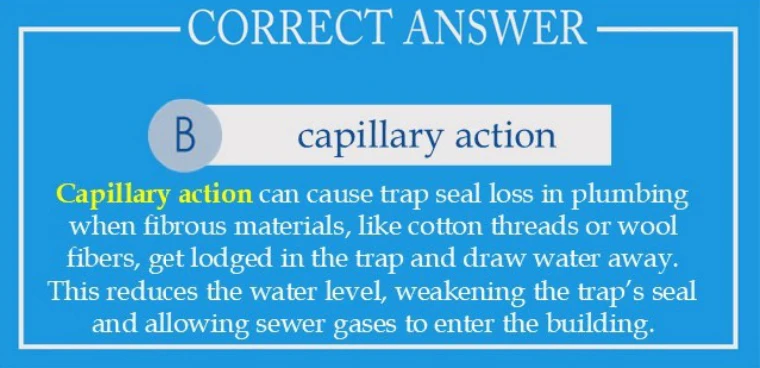 CORRECT ANSWER
B capillary action
Capillary action can cause trap seal loss in plumbing
when fibrous materials, like cotton threads or wool
fibers, get lodged in the trap and draw water away.
This reduces the water level, weakening the trap’s seal
and allowing sewer gases to enter the building.